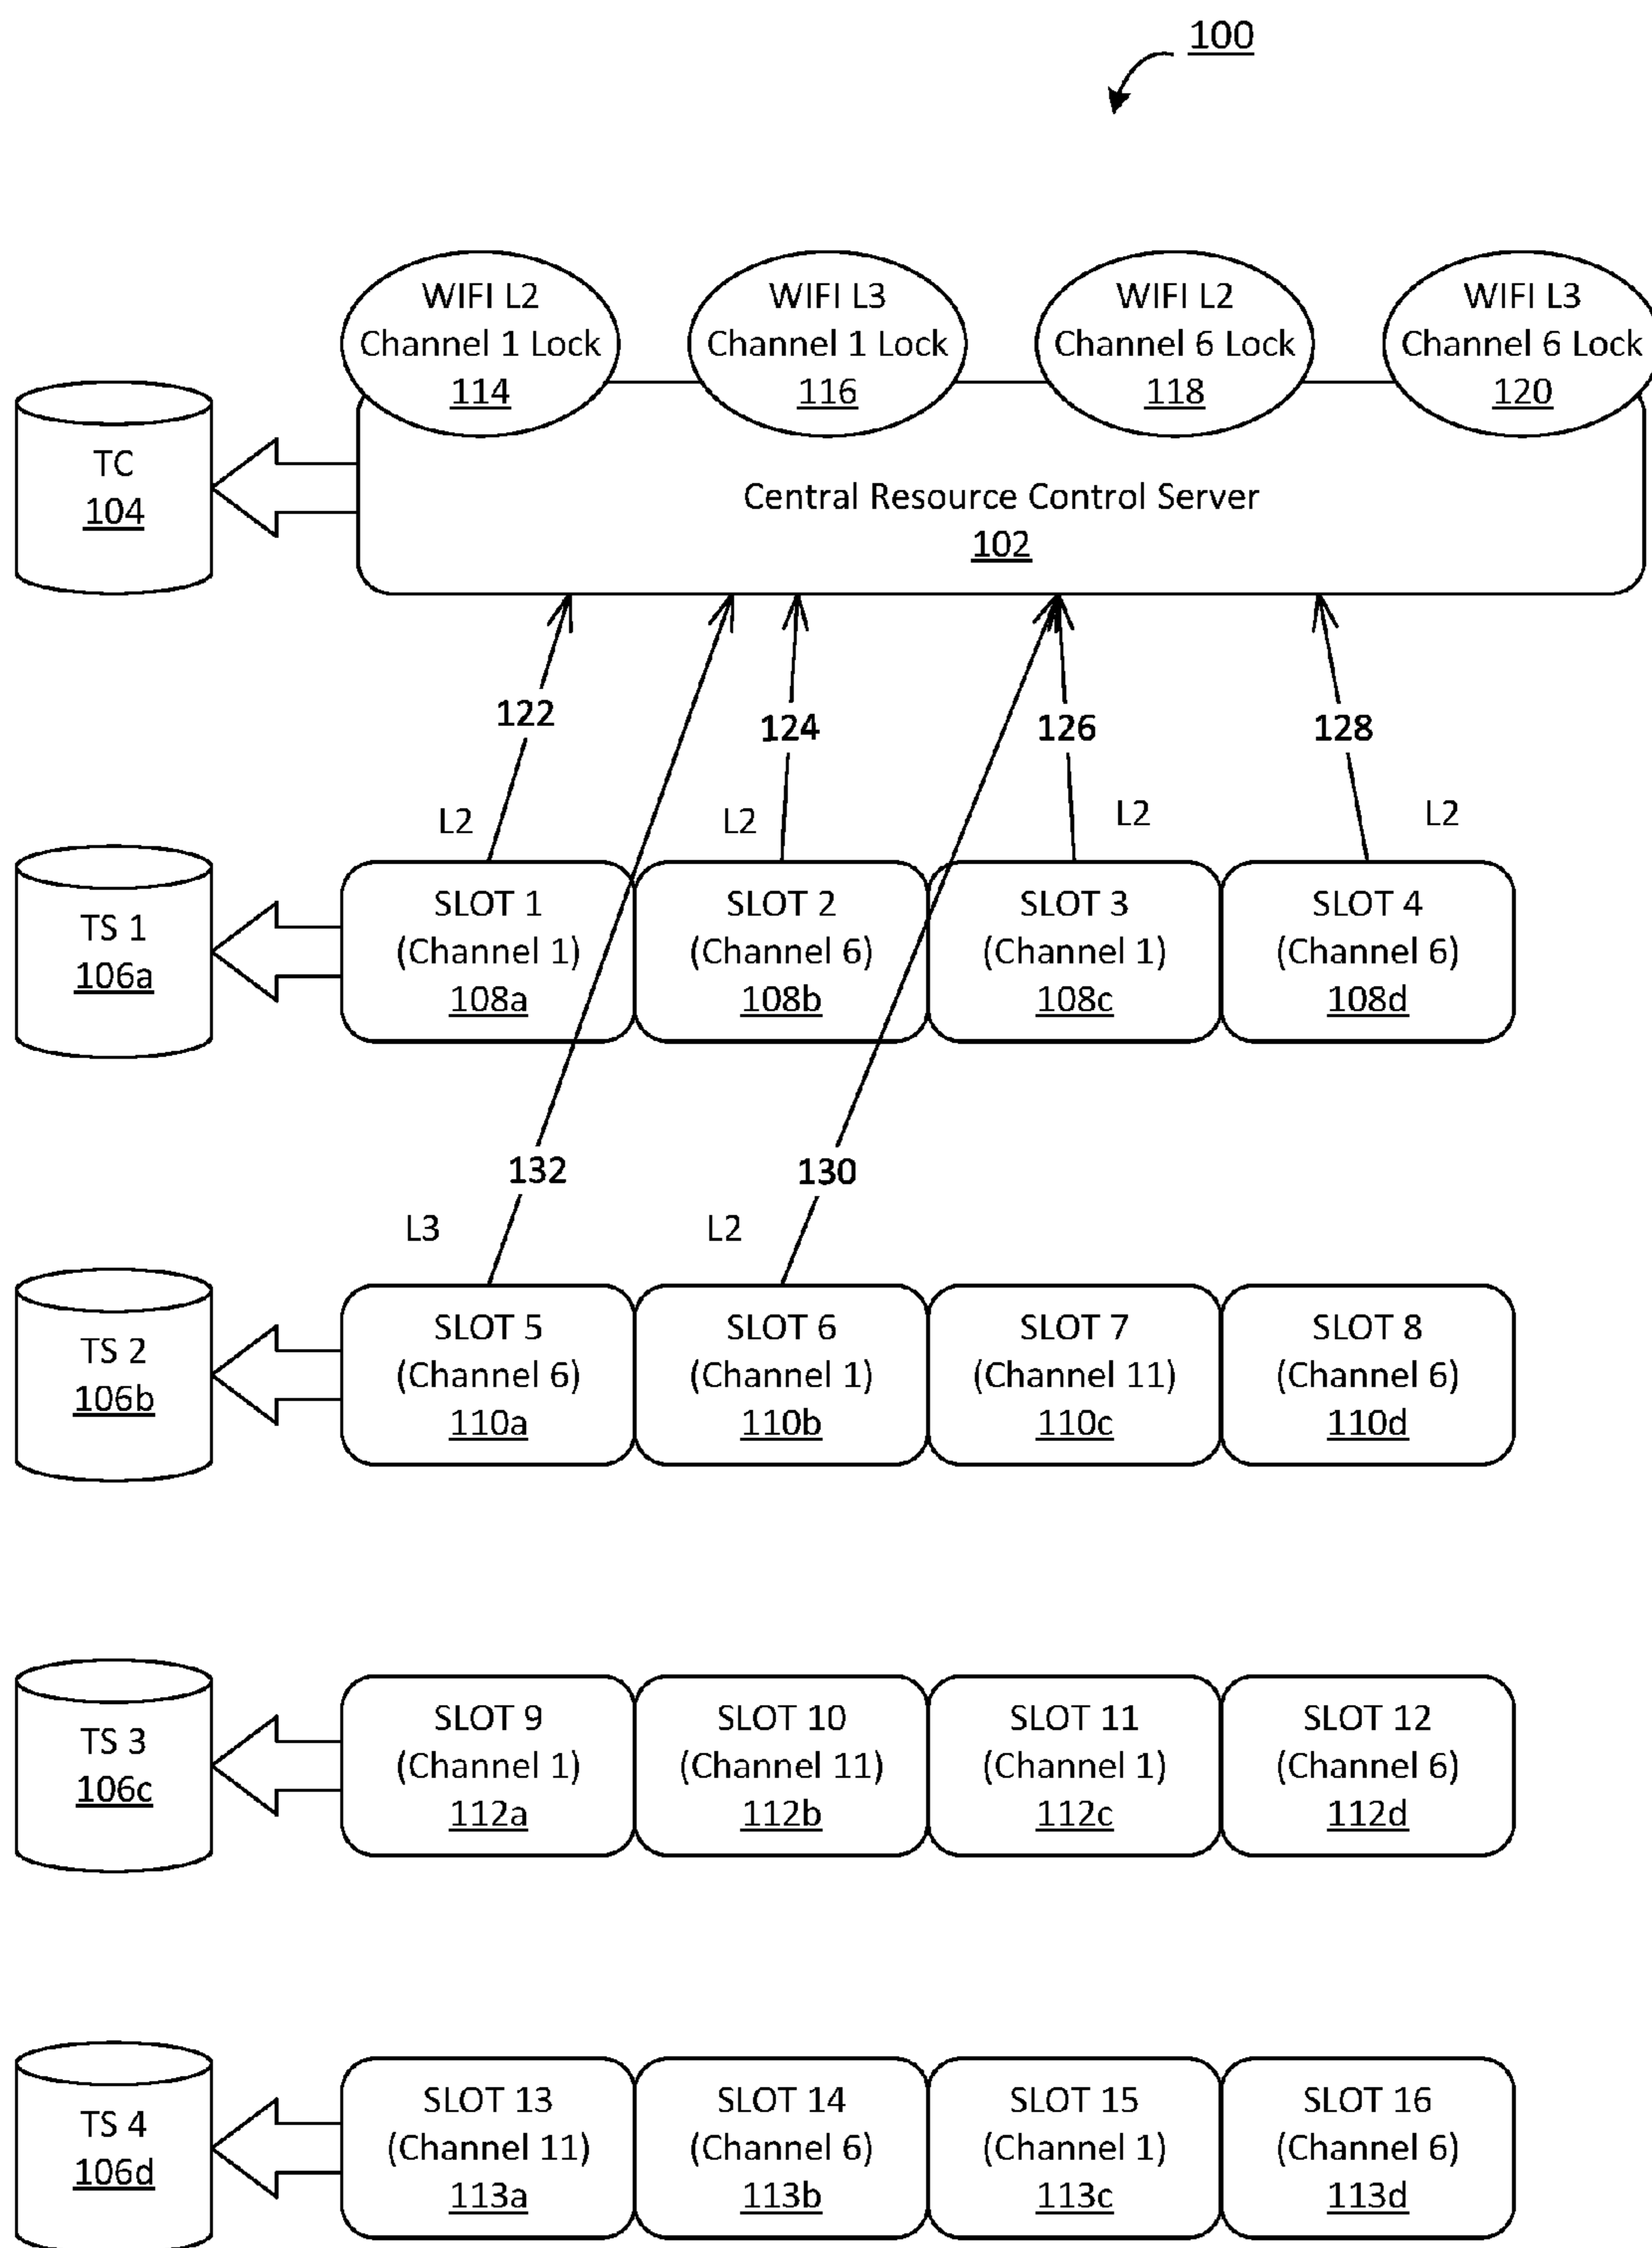 100
WIFI L2
Channel 1 Lock
114
WIFI L3
Channel 1 Lock
116
WIFI L2
Channel 6 Lock
118
WIFI L3
Channel 6 Lock
120
TC
104
Central Resource Control Server
102
122
124
126
128
L2
L2
L2
L2
TS 1
106a
SLOT 1
(Channel 1)
108a
SLOT 2
(Channel 6)
108b
SLOT 3
(Channel 1)
108c
SLOT 4
(Channel 6)
108d
132
130
L3
L2
TS 2
106b
SLOT 5
(Channel 6)
110a
SLOT 6
(Channel 1)
110b
SLOT 7
(Channel 11)
110c
SLOT 8
(Channel 6)
110d
TS 3
106c
SLOT 9
(Channel 1)
112a
SLOT 10
(Channel 11)
112b
SLOT 11
(Channel 1)
112c
SLOT 12
(Channel 6)
112d
TS 4
106d
SLOT 13
(Channel 11)
113a
SLOT 14
(Channel 6)
113b
SLOT 15
(Channel 1)
113c
SLOT 16
(Channel 6)
113d